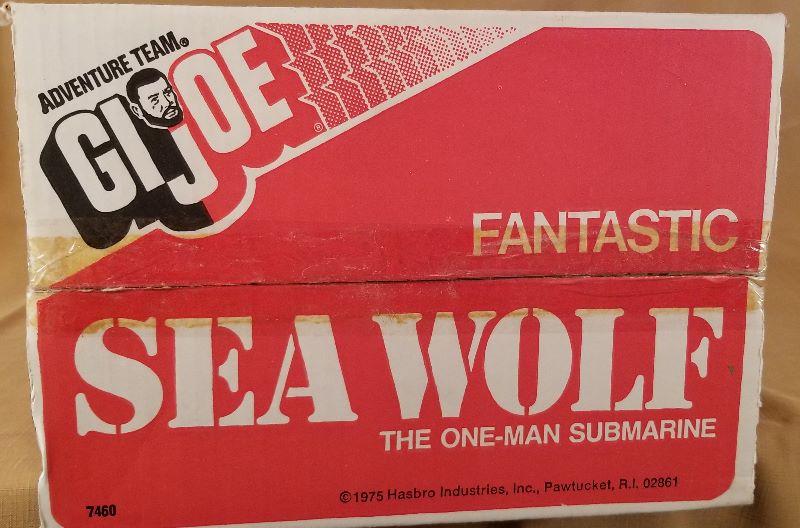 ADVENTURE TEAM®
GI JOE®
FANTASTIC
SEA WOLF
THE ONE-MAN SUBMARINE
©1975 Hasbro Industries, Inc., Pawtucket, R.I. 02861
7460